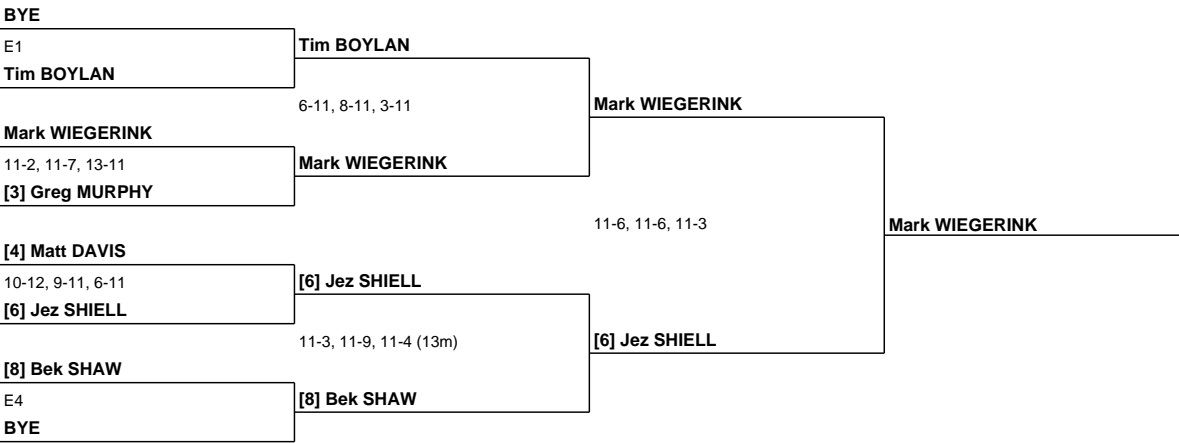 BYE
E1
Tim BOYLAN
Tim BOYLAN
6-11, 8-11, 3-11
Mark WIEGERINK
Mark WIEGERINK
11-2, 11-7, 13-11
Mark WIEGERINK
[3] Greg MURPHY
11-6, 11-6, 11-3
Mark WIEGERINK
[4] Matt DAVIS
10-12, 9-11, 6-11
[6] Jez SHIELL
[6] Jez SHIELL
11-3, 11-9, 11-4 (13m)
[6] Jez SHIELL
[8] Bek SHAW
E4
[8] Bek SHAW
BYE